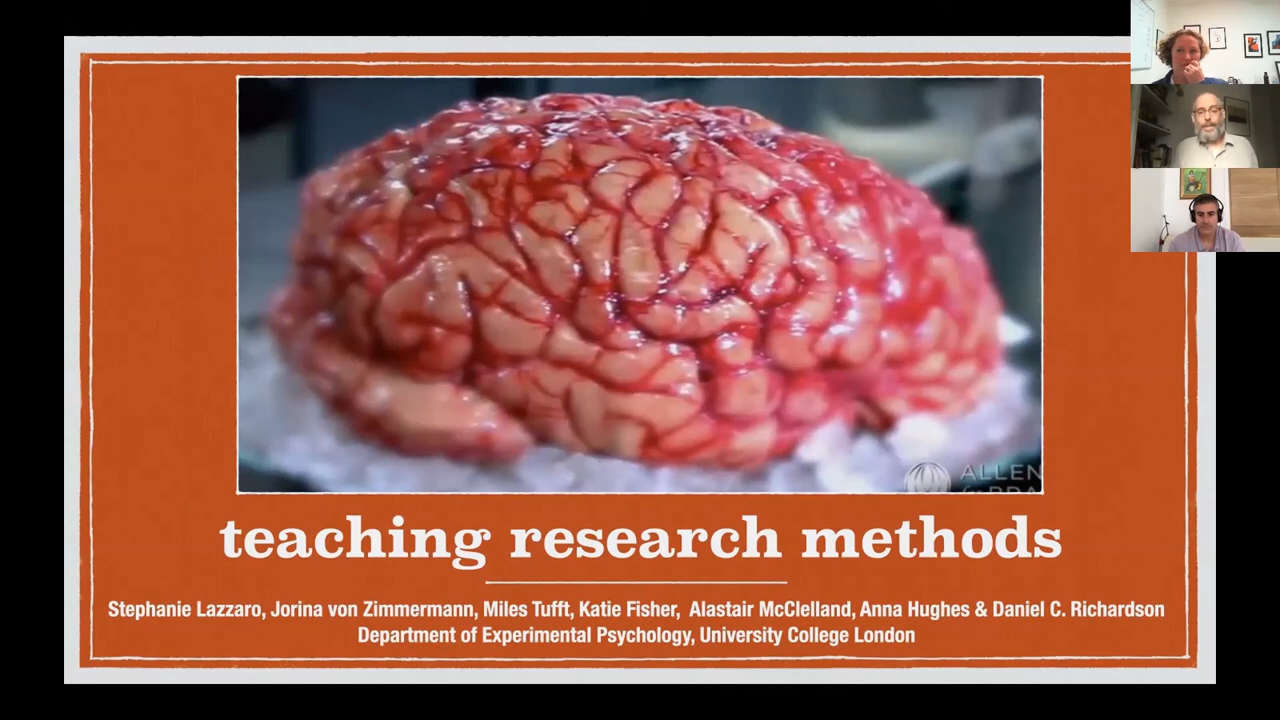 ALLEN
teaching research methods
Stephanie Lazzaro, Jorina von Zimmermann, Miles Tufft, Katie Fisher, Alastair McClelland, Anna Hughes & Daniel C. Richardson
Department of Experimental Psychology, University College London